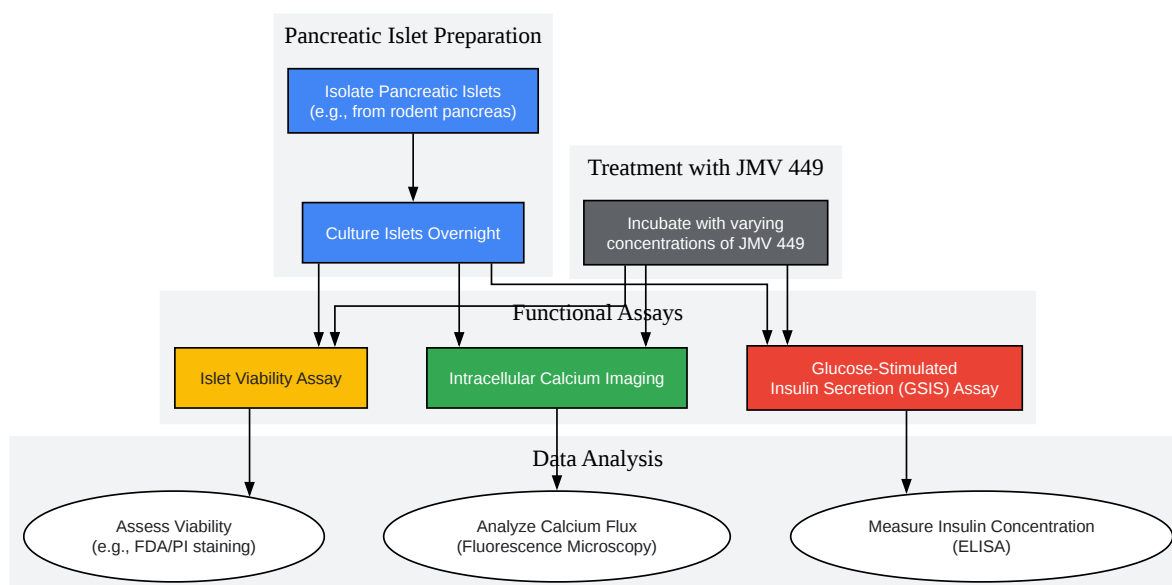 Pancreatic Islet Preparation
Isolate Pancreatic Islets
(e.g., from rodent pancreas)
Treatment with JMV 449
Culture Islets Overnight
Incubate with varying
concentrations of JMV 449
Functional Assays
Islet Viability Assay
Intracellular Calcium Imaging
Glucose-Stimulated
Insulin Secretion (GSIS) Assay
Data Analysis
Assess Viability
(e.g., FDA/PI staining)
Analyze Calcium Flux
(Fluorescence Microscopy)
Measure Insulin Concentration
(ELISA)